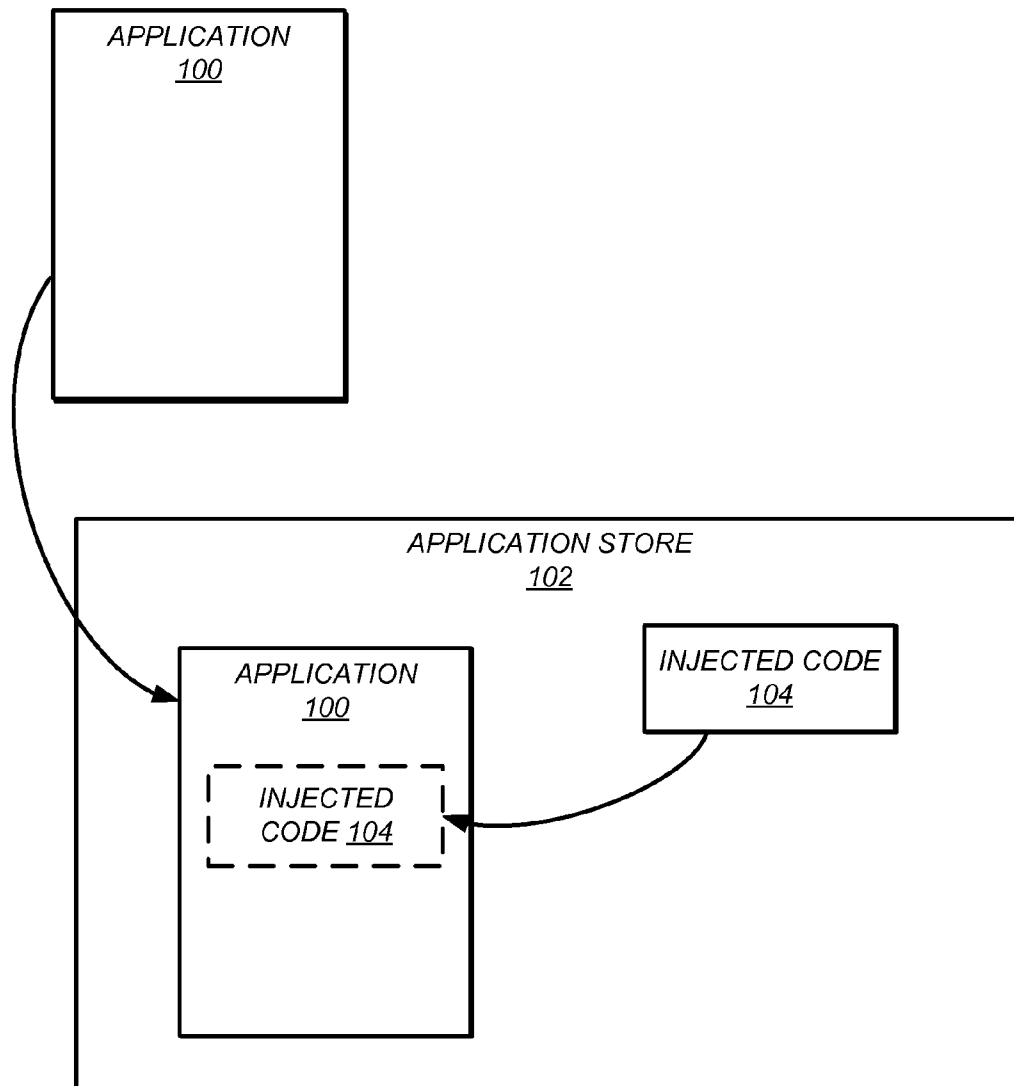 APPLICATION
100
APPLICATION STORE
102
APPLICATION
100
INJECTED
CODE 104
INJECTED CODE
104